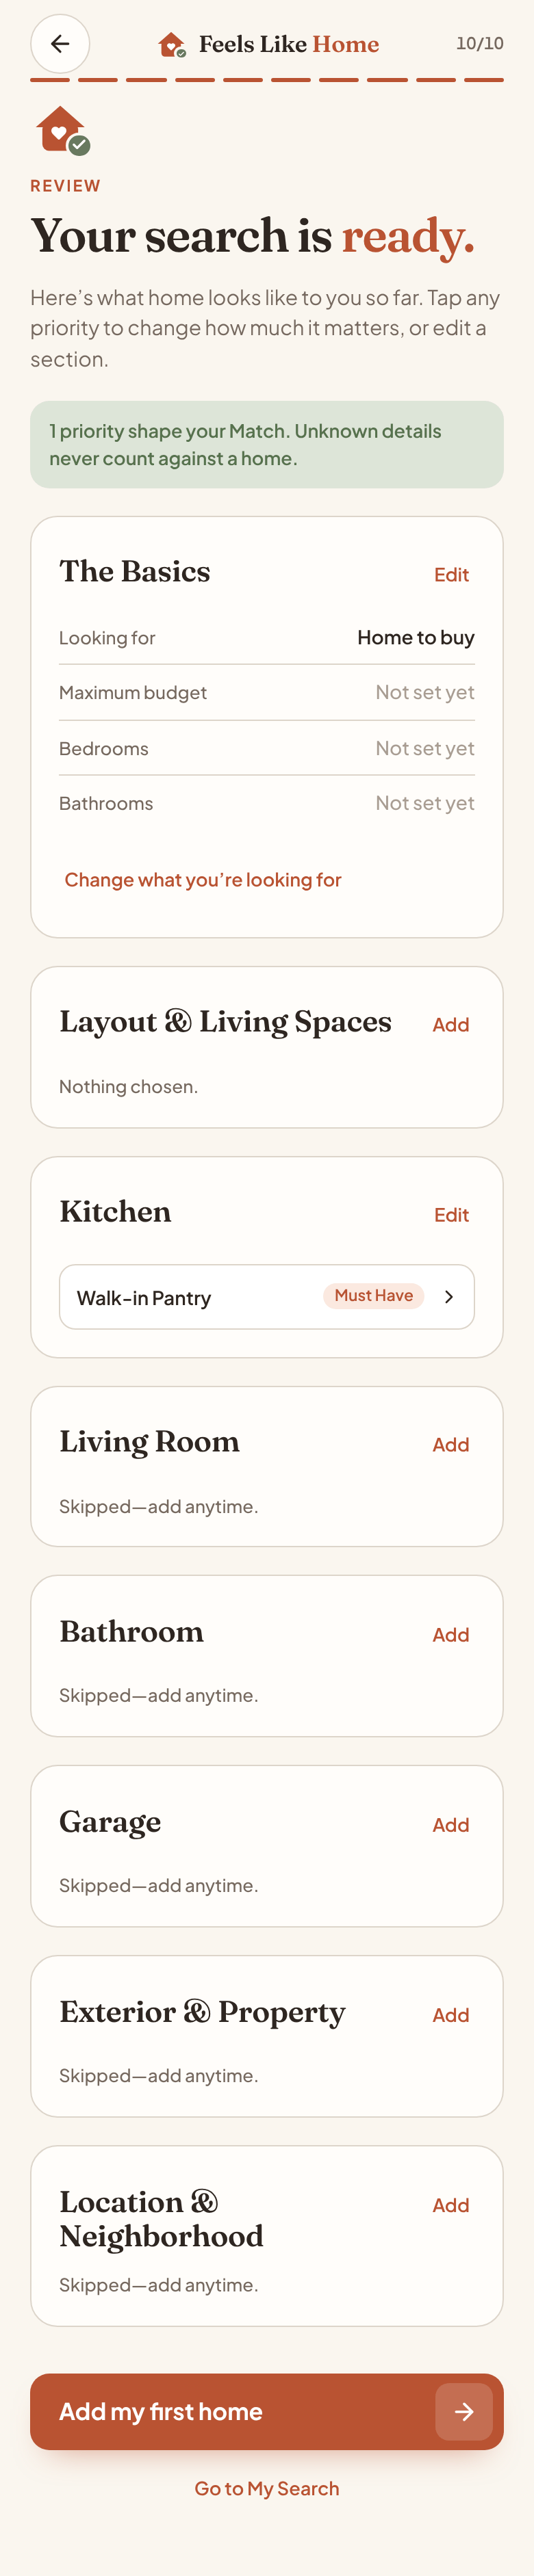 Feels Like Home
10/10
REVIEW
Your search is ready.
Here’s what home looks like to you so far. Tap any
priority to change how much it matters, or edit a
section.
1 priority shape your Match. Unknown details
never count against a home.
The Basics
Edit
Looking for
Home to buy
Maximum budget
Not set yet
Bedrooms
Not set yet
Bathrooms
Not set yet
Change what you’re looking for
Layout & Living Spaces
Add
Nothing chosen.
Kitchen
Edit
Walk-in Pantry
Must Have
Living Room
Add
Skipped—add anytime.
Bathroom
Add
Skipped—add anytime.
Garage
Add
Skipped—add anytime.
Exterior & Property
Add
Skipped—add anytime.
Location &
Neighborhood
Add
Skipped—add anytime.
Add my first home
Go to My Search